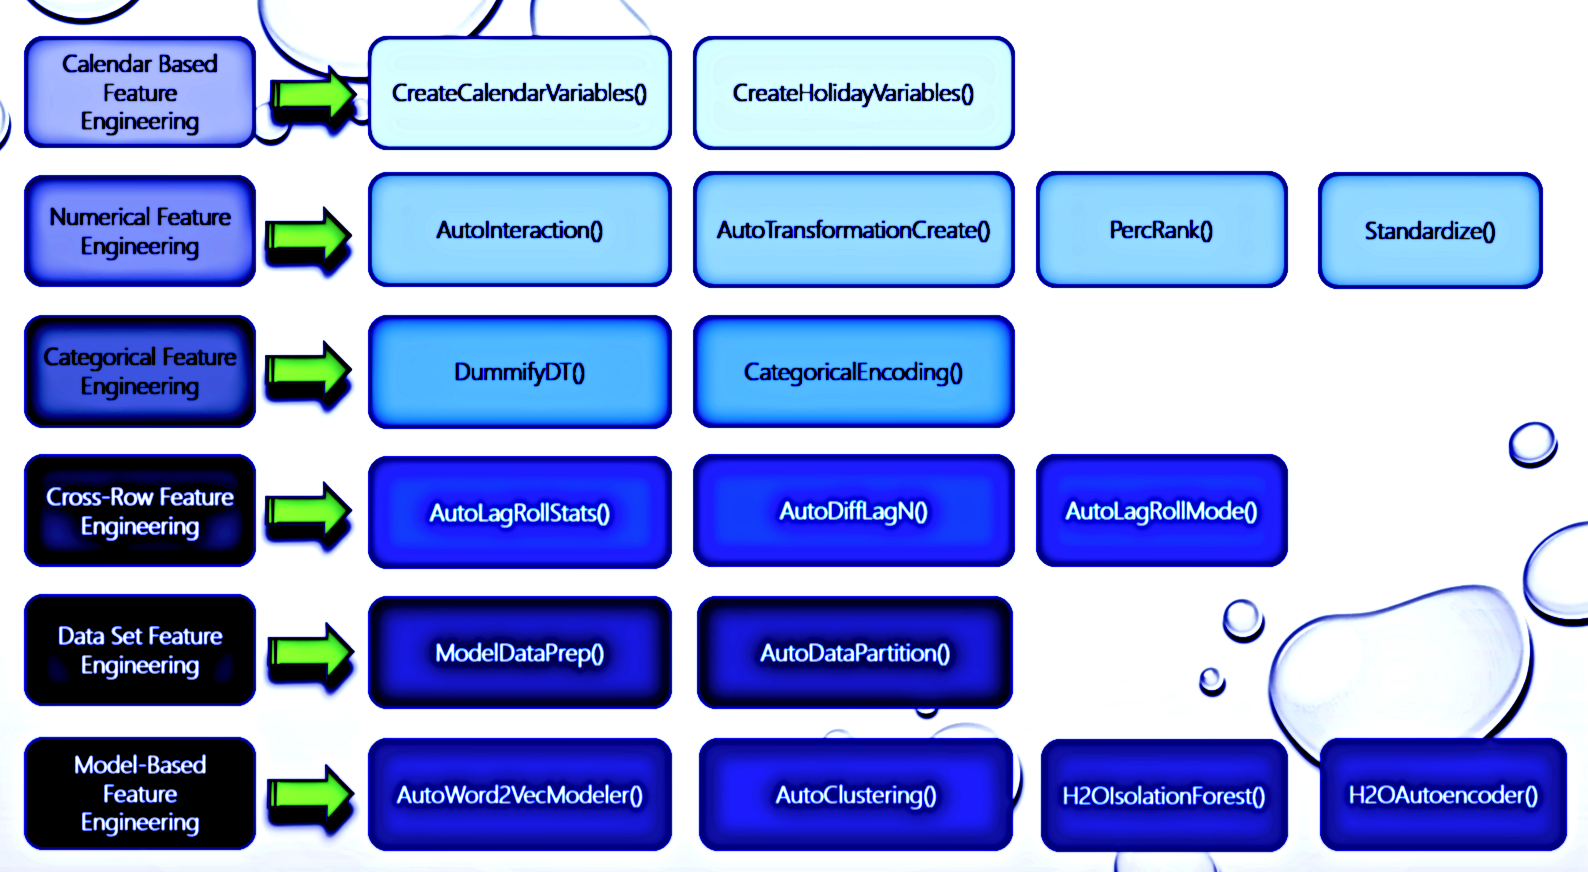 Calendar Based
Feature
Engineering
CreateCalendarVariables()
CreateHolidayVariables()
Numerical Feature
Engineering
AutoInteraction()
AutoTransformationCreate()
PercRank()
Standardize()
Categorical Feature
Engineering
DummifyDT()
CategoricalEncoding()
Cross-Row Feature
Engineering
AutoLagRollStats()
AutoDiffLagN()
AutoLagRollMode()
Data Set Feature
Engineering
ModelDataPrep()
AutoDataPartition()
Model-Based
Feature
Engineering
AutoWord2VecModeler()
AutoClustering()
H2OIsolationForest()
H2OAutoencoder()